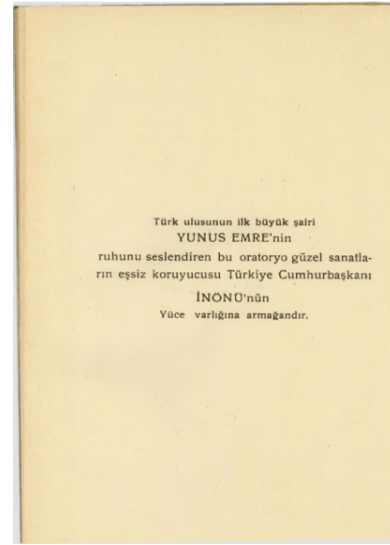 Türk ulusunun ilk büyük şairi
YUNUS EMRE'nin
ruhunu seslendiren bu oratoryo güzel sanatla-
rın eşsiz koruyucusu Türkiye Cumhurbaşkanı
İNÖNÜ'nün
Yüce varlığına armağandır.